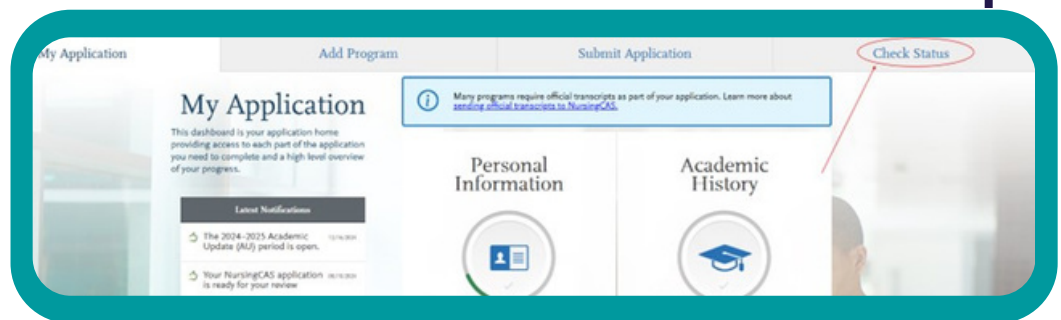 My Application
Add Program
Submit Application
Check Status
My Application
This dashboard is your application home
providing access to each part of the application
you need to complete and a high level overview
of your progress.
Latest Notifications
The 2024–2025 Academic
Update (AU) period is open.
Your NursingCAS application
is ready for your review
Many programs require official transcripts as part of your application. Learn more about
sending official transcripts to NursingCAS.
Personal
Information
Academic
History